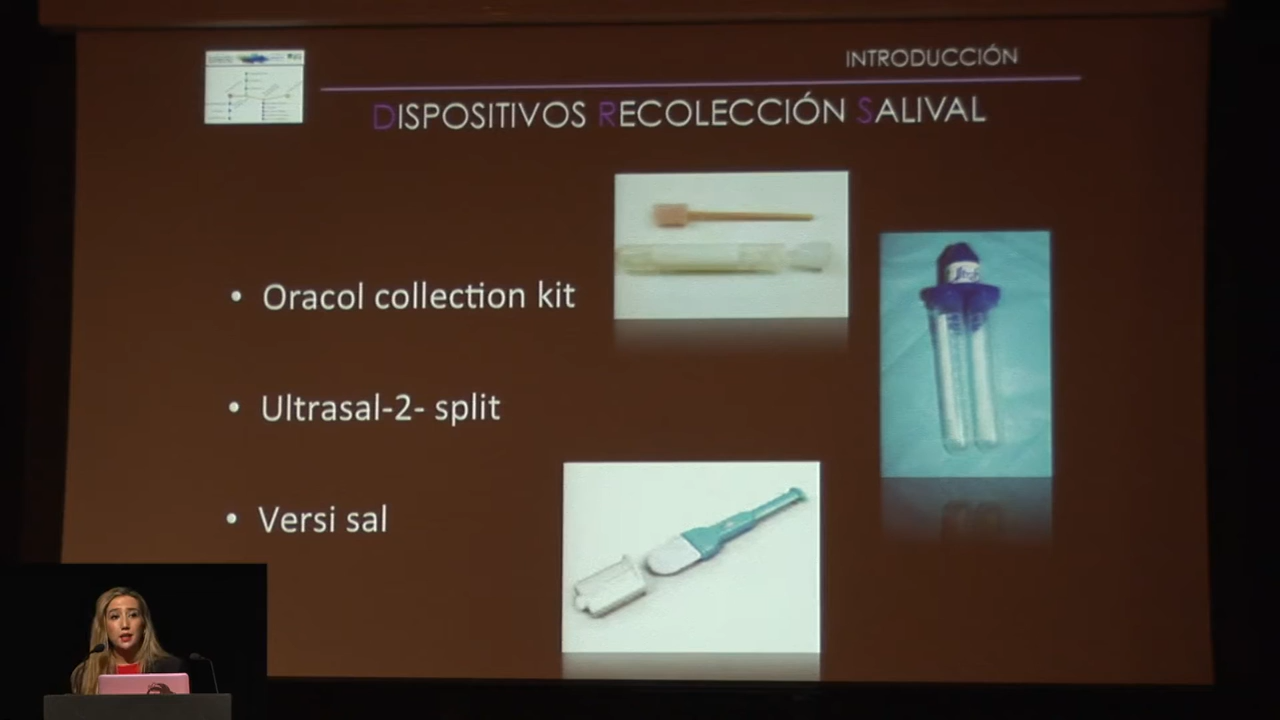 INTRODUCCIÓN
DISPOSITIVOS RECOLECCIÓN SALIVAL
• Oracol collection kit
• Ultrasal-2- split
• Versi sal